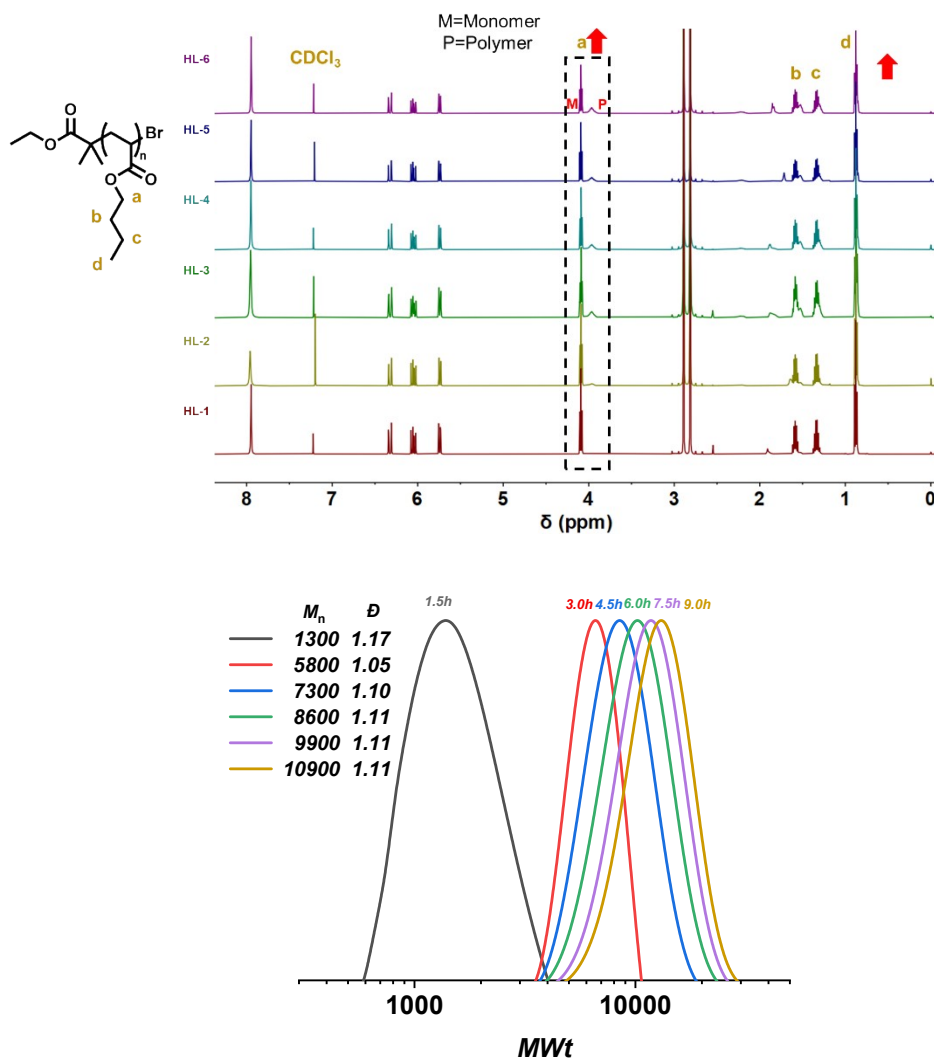 M=Monomer
P=Polymer
a
d
HL-6
CDCl3
b
c
M
P
HL-5
HL-4
HL-3
HL-2
HL-1
O
O
Br
n
O
O
a
b
c
d
8 7 6 5 4 3 2 1 0
δ (ppm)
Mn Đ
1300 1.17
5800 1.05
7300 1.10
8600 1.11
9900 1.11
10900 1.11
1.5h 3.0h 4.5h 6.0h 7.5h 9.0h
1000 10000
MWt